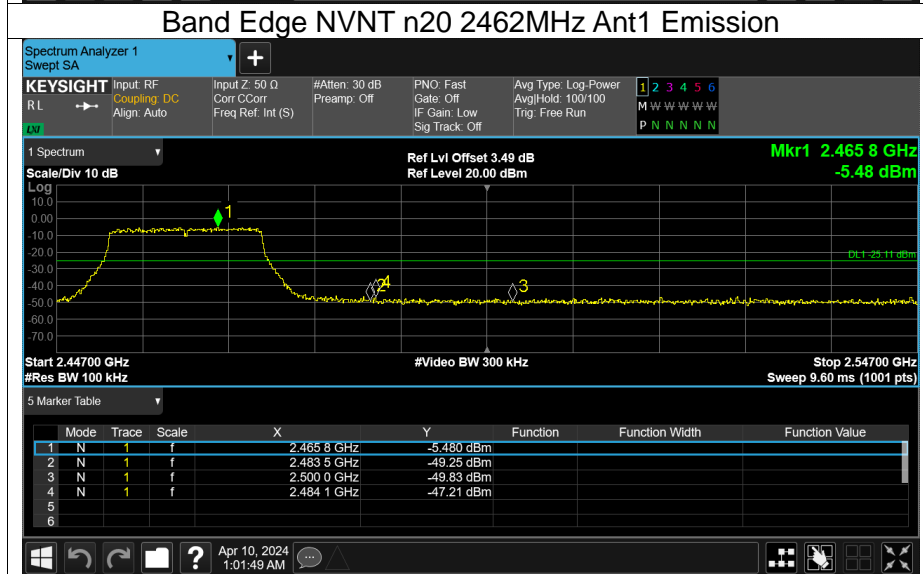 Band Edge NVNT n20 2462MHz Ant1 Emission
Spectrum Analyzer 1
Swept SA
+
KEYSIGHT Input: RF Input Z: 50 Ω #Atten: 30 dB PNO: Fast Avg Type: Log-Power 1 2 3 4 5 6
RL Coupling: DC Corr CCorr Preamp: Off Gate: Off Avg|Hold: 100/100 M W W W W W
Align: Auto Freq Ref: Int (S) IF Gain: Low Trig: Free Run
LXI Sig Track: Off P N N N N N
1 Spectrum Ref Lvl Offset 3.49 dB Mkr1 2.465 8 GHz
Scale/Div 10 dB Ref Level 20.00 dBm -5.48 dBm
Log
10.0
1
0.00
-10.0
-20.0
DL1 -25.11 dBm
-30.0
-40.0
2 4 3
-50.0
-60.0
-70.0
Start 2.44700 GHz #Video BW 300 kHz Stop 2.54700 GHz
#Res BW 100 kHz Sweep 9.60 ms (1001 pts)
5 Marker Table
Mode Trace Scale X Y Function Function Width Function Value
1 N 1 f 2.465 8 GHz -5.480 dBm
2 N 1 f 2.483 5 GHz -49.25 dBm
3 N 1 f 2.500 0 GHz -49.83 dBm
4 N 1 f 2.484 1 GHz -47.21 dBm
5
6
? Apr 10, 2024
1:01:49 AM